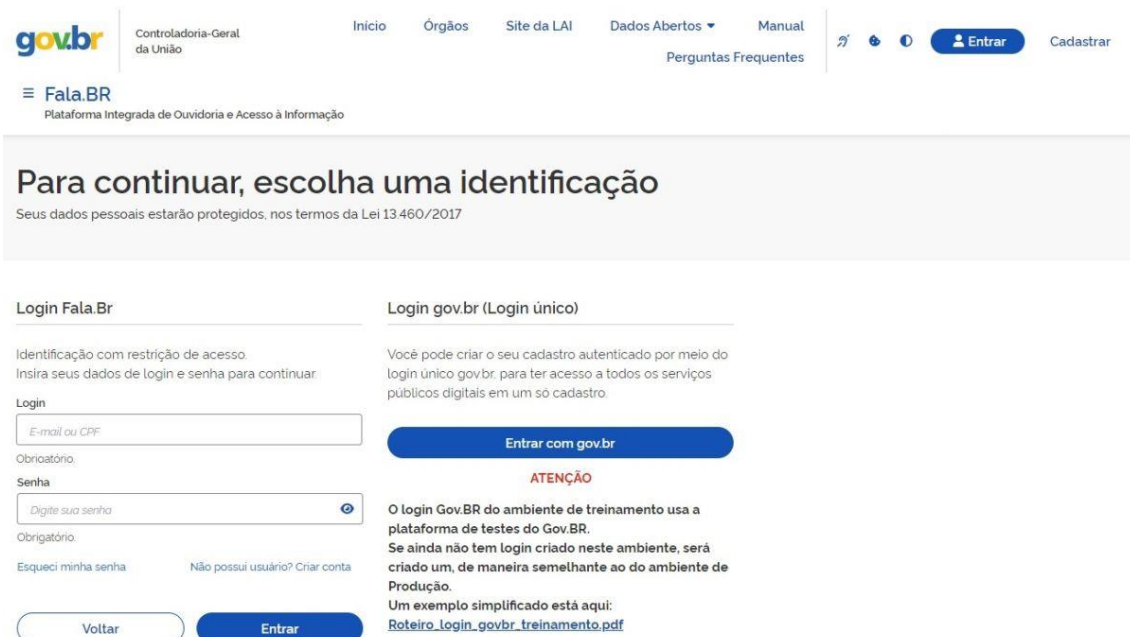 gov.br
Controladoria-Geral
da União
Início Órgãos Site da LAI Dados Abertos Manual
Perguntas Frequentes
Entrar Cadastrar
Fala.BR
Plataforma Integrada de Ouvidoria e Acesso à Informação
Para continuar, escolha uma identificação
Seus dados pessoais estarão protegidos, nos termos da Lei 13.460/2017
Login Fala.Br
Identificação com restrição de acesso.
Insira seus dados de login e senha para continuar.
Login
E-mail ou CPF
Obrigatório.
Senha
Digite sua senha
Obrigatório.
Esqueci minha senha Não possui usuário? Criar conta
Voltar Entrar
Login gov.br (Login único)
Você pode criar o seu cadastro autenticado por meio do
login único gov.br, para ter acesso a todos os serviços
públicos digitais em um só cadastro.
Entrar com gov.br
ATENÇÃO
O login Gov.BR do ambiente de treinamento usa a
plataforma de testes do Gov.BR.
Se ainda não tem login criado neste ambiente, será
criado um, de maneira semelhante ao do ambiente de
Produção.
Um exemplo simplificado está aqui:
Roteiro_login_govbr_treinamento.pdf